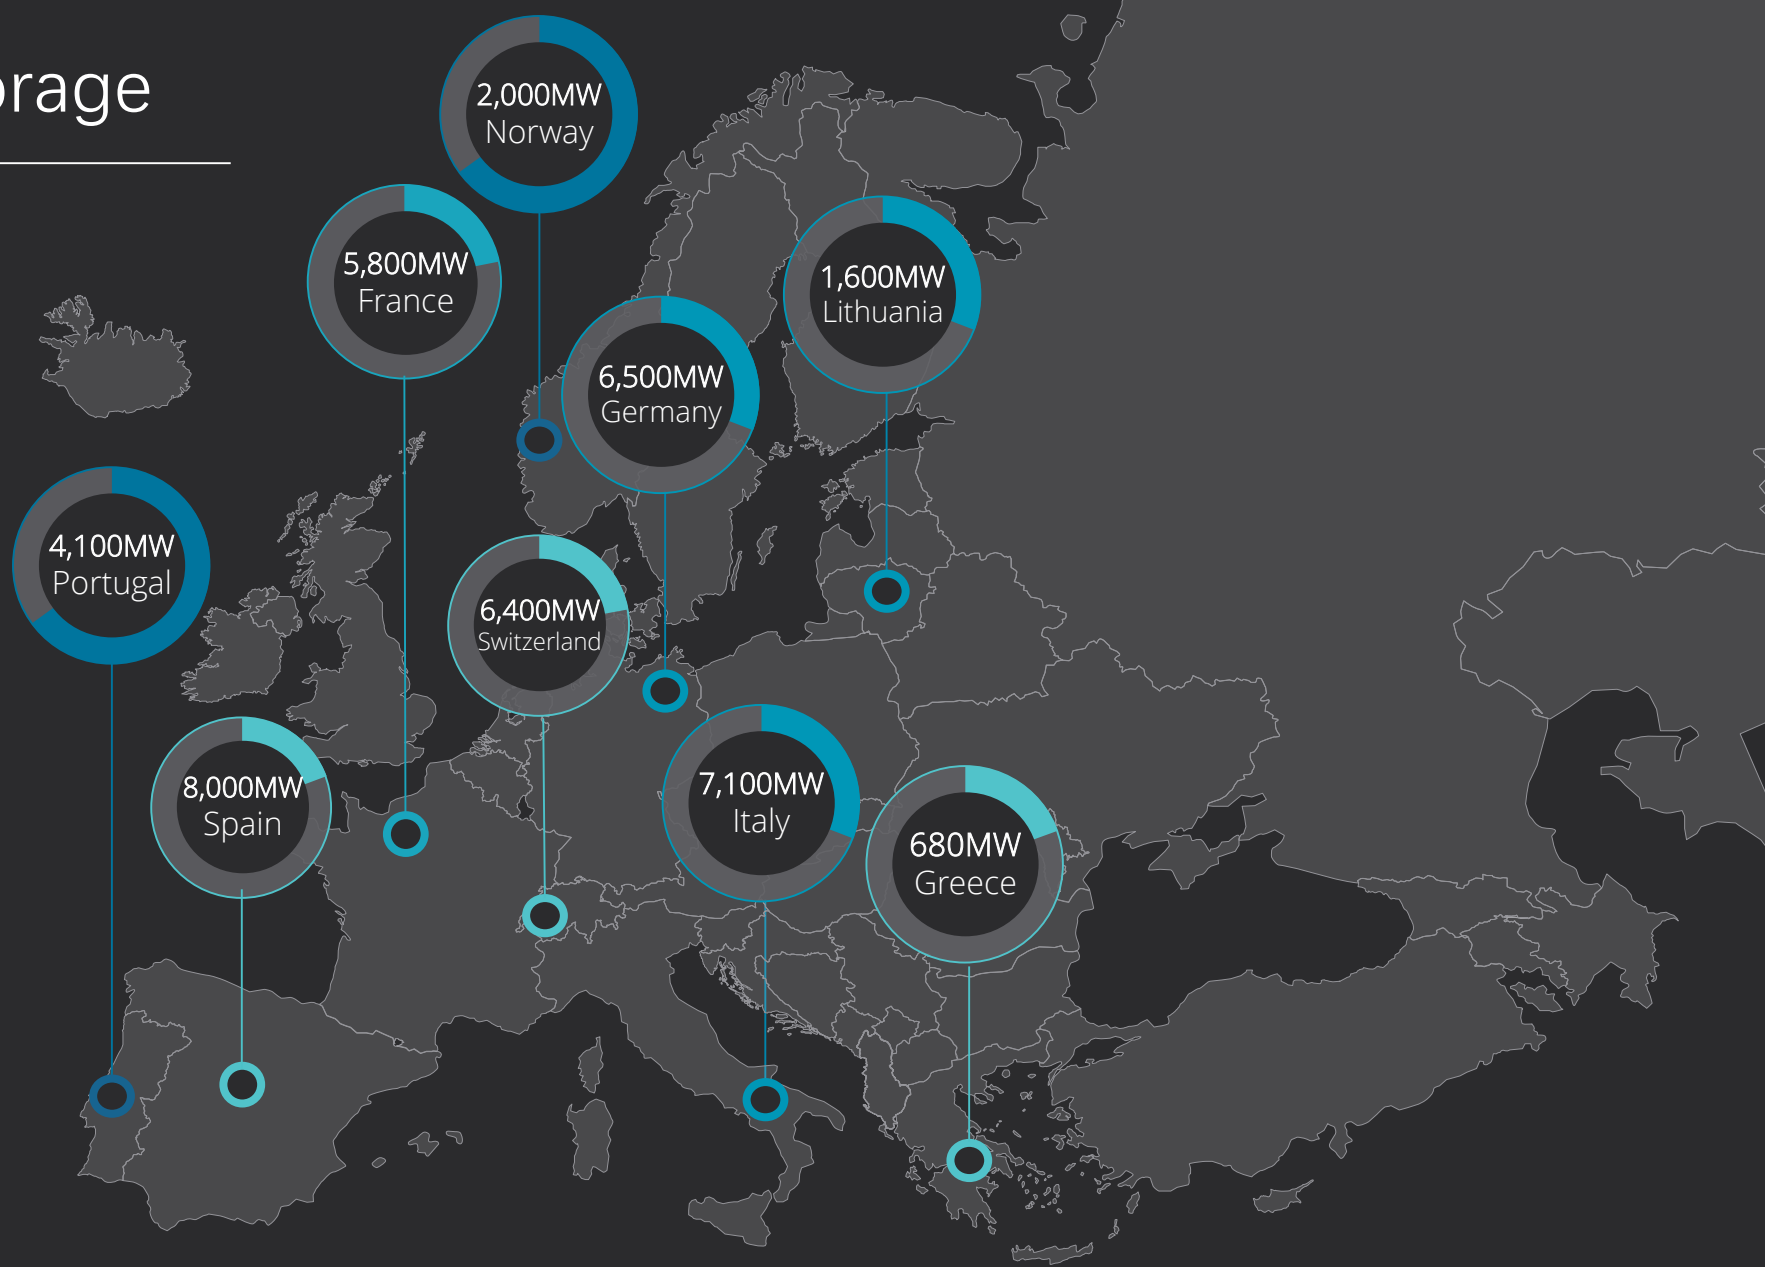 orage
2,000MW
Norway
5,800MW
France
1,600MW
Lithuania
6,500MW
Germany
4,100MW
Portugal
6,400MW
Switzerland
8,000MW
Spain
7,100MW
Italy
680MW
Greece